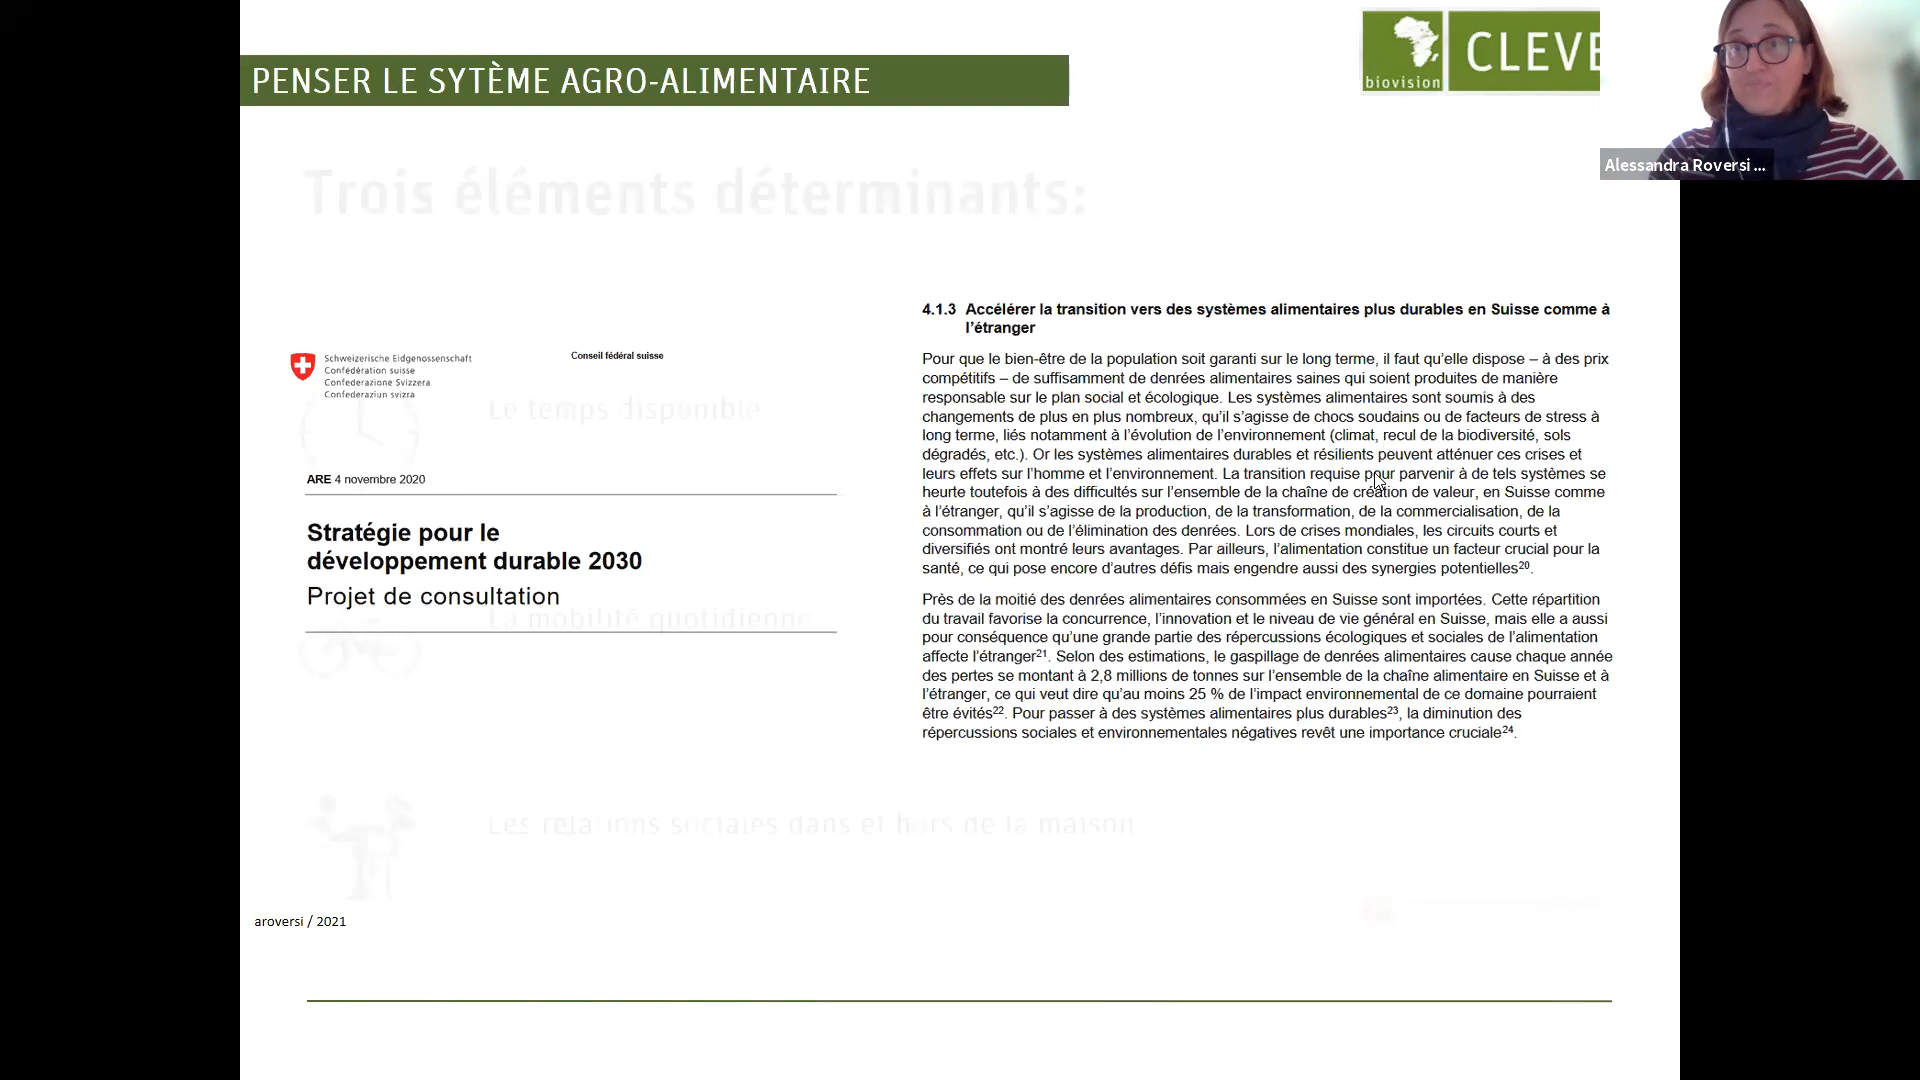 PENSER LE SYTÈME AGRO-ALIMENTAIRE
biovision
CLEVE
Alessandra Roversi ...
Trois éléments déterminants:
Schweizerische Eidgenossenschaft
Confédération suisse
Confederazione Svizzera
Confederaziun svizra
Conseil fédéral suisse
Le temps disponible
ARE 4 novembre 2020
Stratégie pour le
développement durable 2030
Projet de consultation
La mobilité quotidienne
Les relations sociales dans et hors de la maison
4.1.3 Accélérer la transition vers des systèmes alimentaires plus durables en Suisse comme à
l’étranger
Pour que le bien-être de la population soit garanti sur le long terme, il faut qu’elle dispose – à des prix
compétitifs – de suffisamment de denrées alimentaires saines qui soient produites de manière
responsable sur le plan social et écologique. Les systèmes alimentaires sont soumis à des
changements de plus en plus nombreux, qu’il s’agisse de chocs soudains ou de facteurs de stress à
long terme, liés notamment à l’évolution de l’environnement (climat, recul de la biodiversité, sols
dégradés, etc.). Or les systèmes alimentaires durables et résilients peuvent atténuer ces crises et
leurs effets sur l’homme et l’environnement. La transition requise pour parvenir à de tels systèmes se
heurte toutefois à des difficultés sur l’ensemble de la chaîne de création de valeur, en Suisse comme
à l’étranger, qu’il s’agisse de la production, de la transformation, de la commercialisation, de la
consommation ou de l’élimination des denrées. Lors de crises mondiales, les circuits courts et
diversifiés ont montré leurs avantages. Par ailleurs, l’alimentation constitue un facteur crucial pour la
santé, ce qui pose encore d’autres défis mais engendre aussi des synergies potentielles²⁰.
Près de la moitié des denrées alimentaires consommées en Suisse sont importées. Cette répartition
du travail favorise la concurrence, l’innovation et le niveau de vie général en Suisse, mais elle a aussi
pour conséquence qu’une grande partie des répercussions écologiques et sociales de l’alimentation
affecte l’étranger²¹. Selon des estimations, le gaspillage de denrées alimentaires cause chaque année
des pertes se montant à 2,8 millions de tonnes sur l’ensemble de la chaîne alimentaire en Suisse et à
l’étranger, ce qui veut dire qu’au moins 25 % de l’impact environnemental de ce domaine pourraient
être évités²². Pour passer à des systèmes alimentaires plus durables²³, la diminution des
répercussions sociales et environnementales négatives revêt une importance cruciale²⁴.
aroversi / 2021